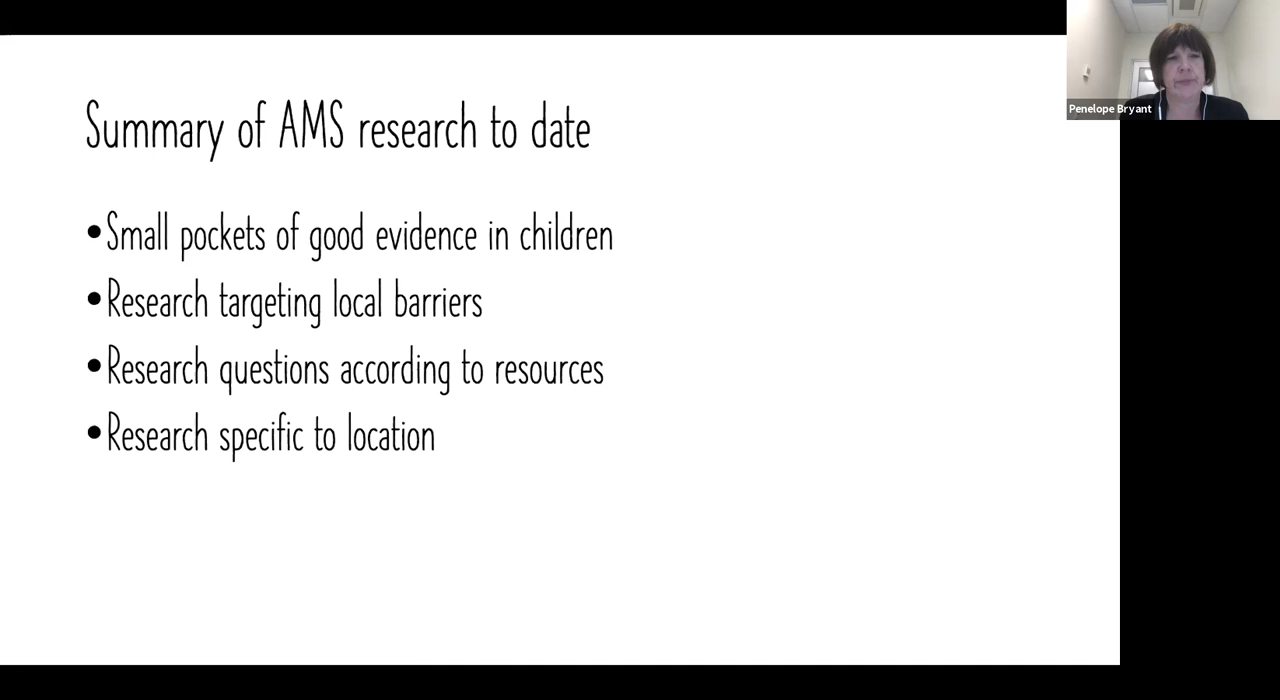 Summary of AMS research to date
•Small pockets of good evidence in children
•Research targeting local barriers
•Research questions according to resources
•Research specific to location
Penelope Bryant